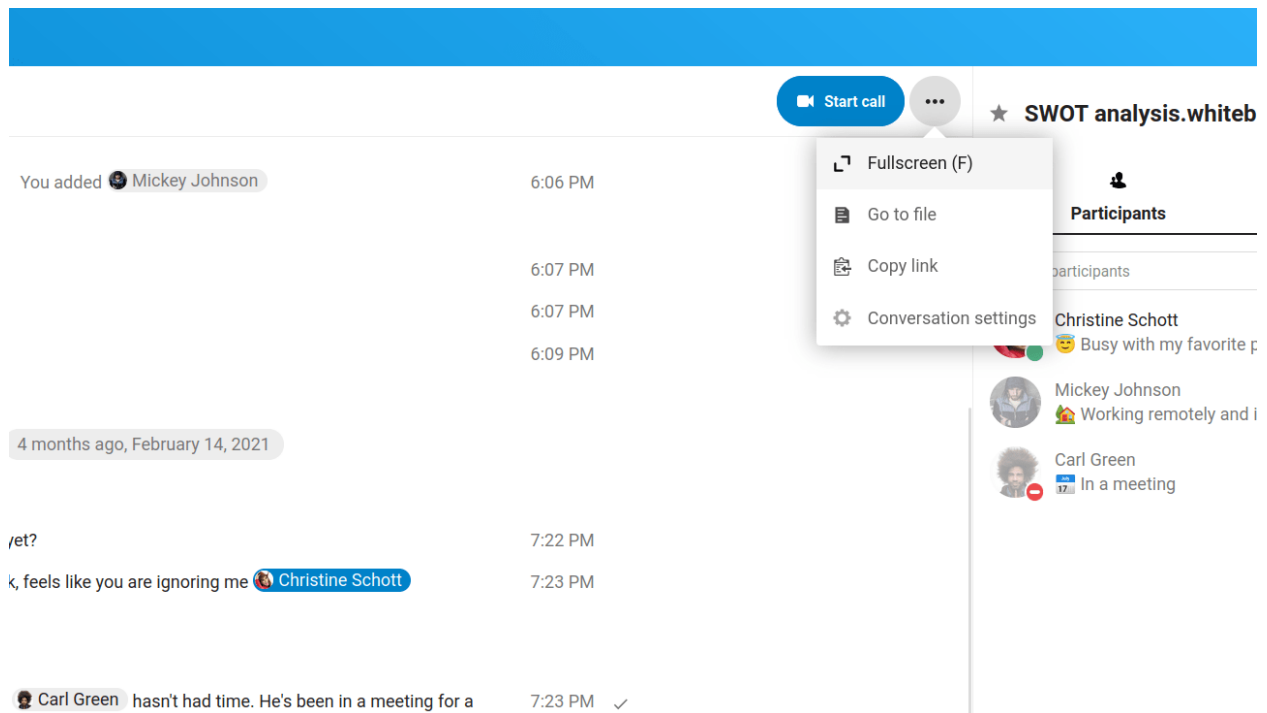 Start call
SWOT analysis.whiteb
Fullscreen (F)
Go to file
Copy link
Conversation settings
You added Mickey Johnson 6:06 PM
6:07 PM
6:07 PM
6:09 PM
4 months ago, February 14, 2021
yet? 7:22 PM
k, feels like you are ignoring me Christine Schott 7:23 PM
Carl Green hasn't had time. He's been in a meeting for a 7:23 PM
Participants
participants
Christine Schott
😇 Busy with my favorite p
Mickey Johnson
🏡 Working remotely and i
Carl Green
📅 In a meeting